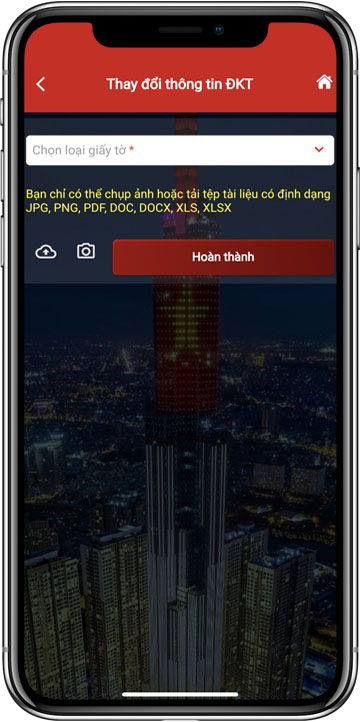 Thay đổi thông tin ĐKT
Chọn loại giấy tờ *
Bạn chỉ có thể chụp ảnh hoặc tải tệp tài liệu có định dạng
JPG, PNG, PDF, DOC, DOCX, XLS, XLSX
Hoàn thành